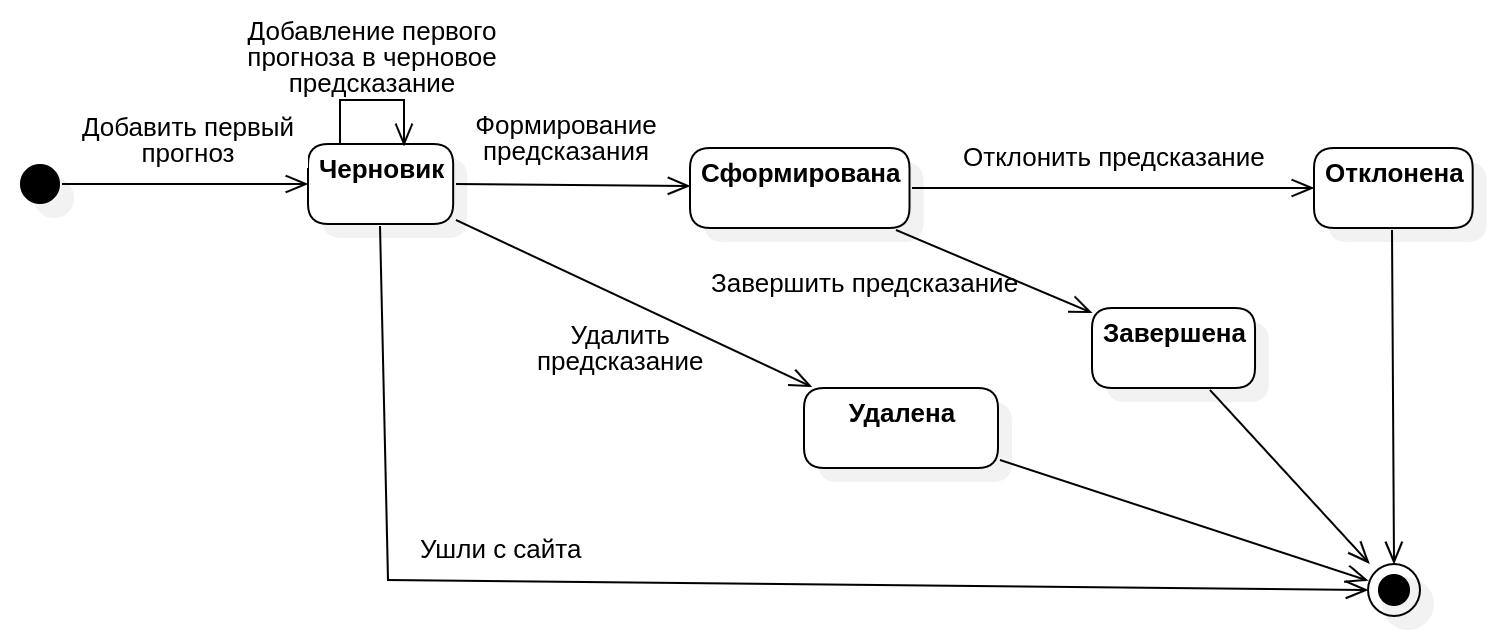 Добавление первого
прогноза в черновое
предсказание
Добавить первый
прогноз
Формирование
предсказания
Черновик
Сформирована
Отклонить предсказание
Отклонена
Завершить предсказание
Завершена
Удалить
предсказание
Удалена
Ушли с сайта